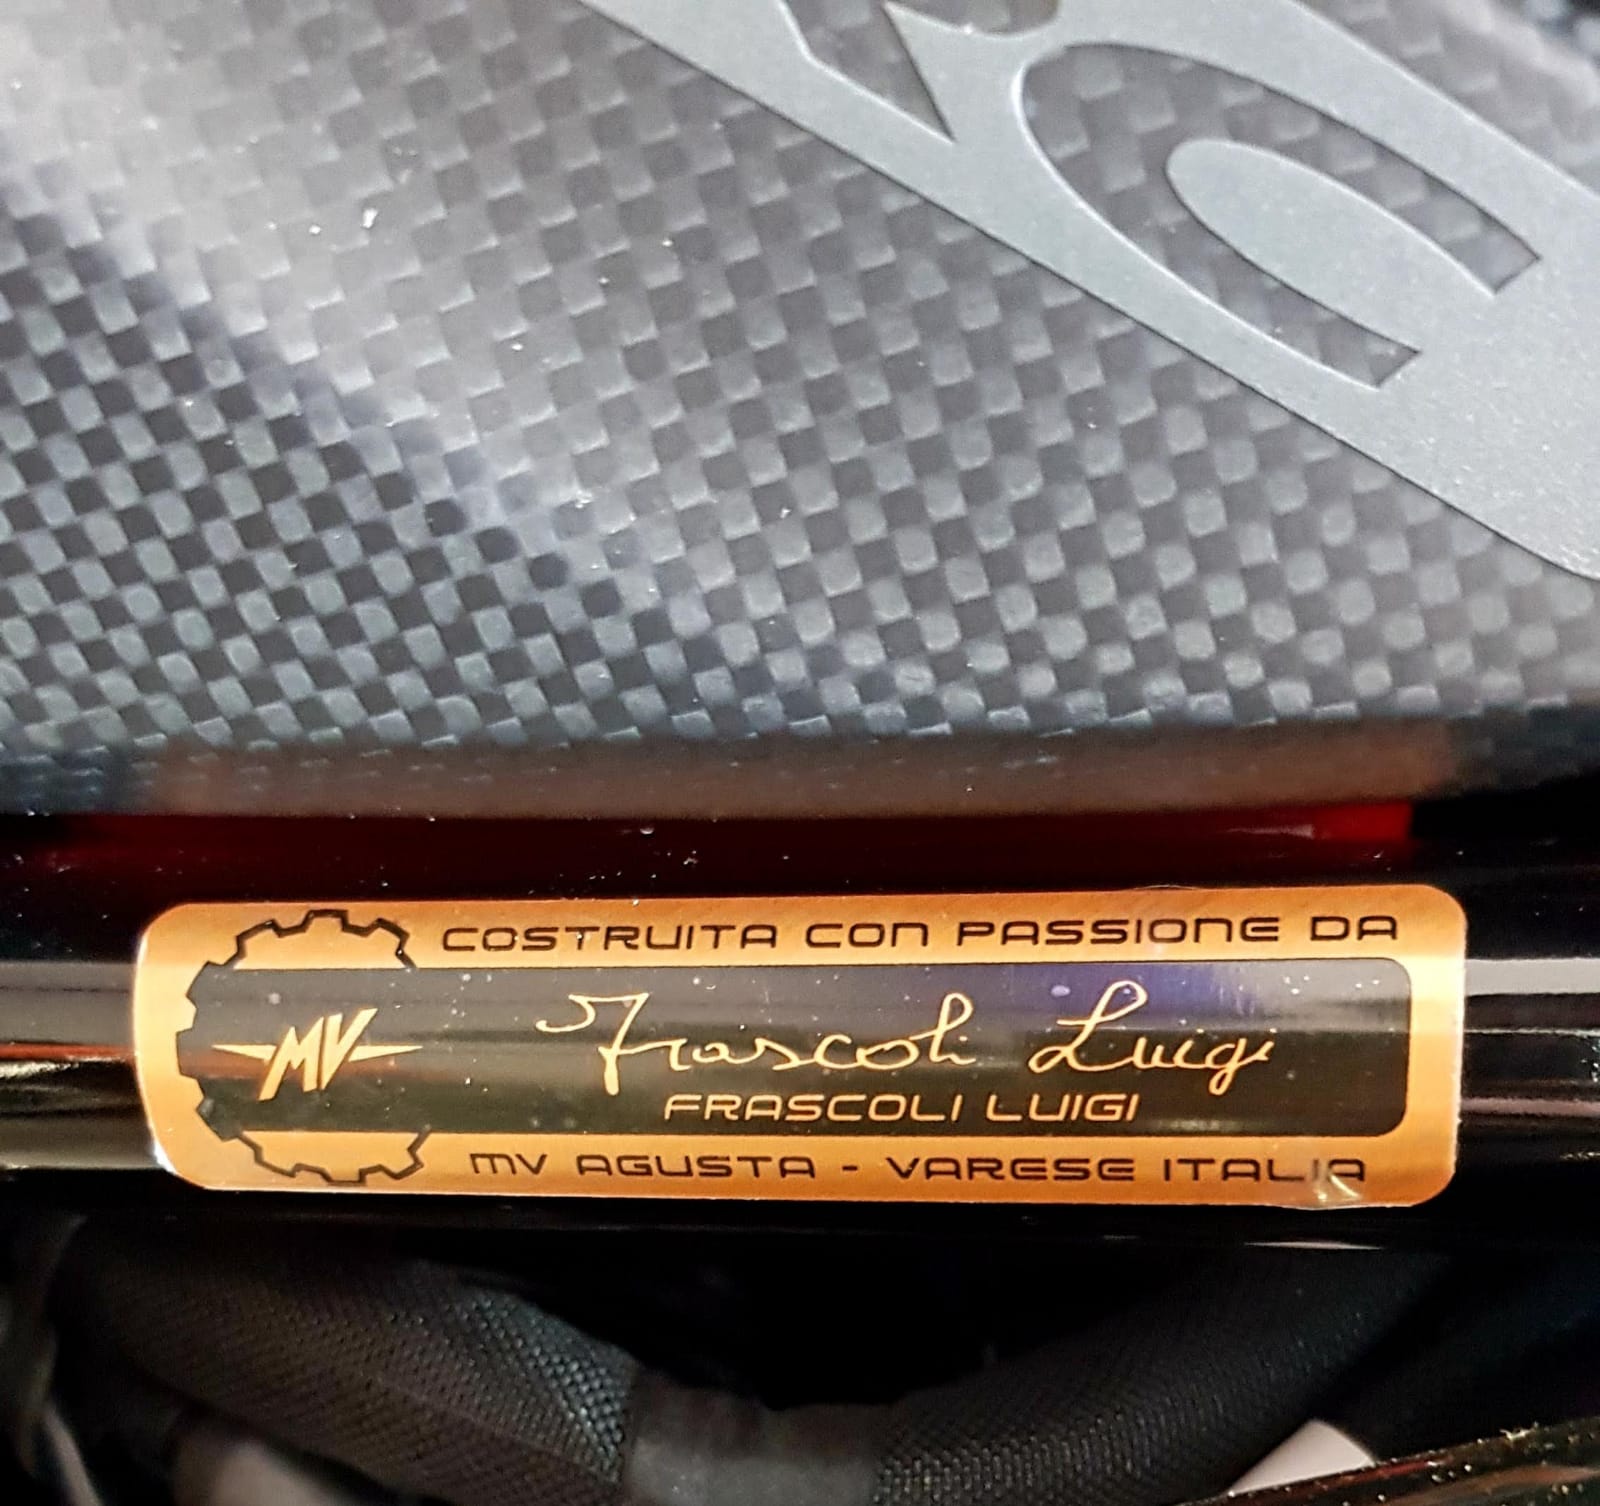 COSTRUITA CON PASSIONE DA
MV
Frascoli Luigi
FRASCOLI LUIGI
MV AGUSTA - VARESE ITALIA